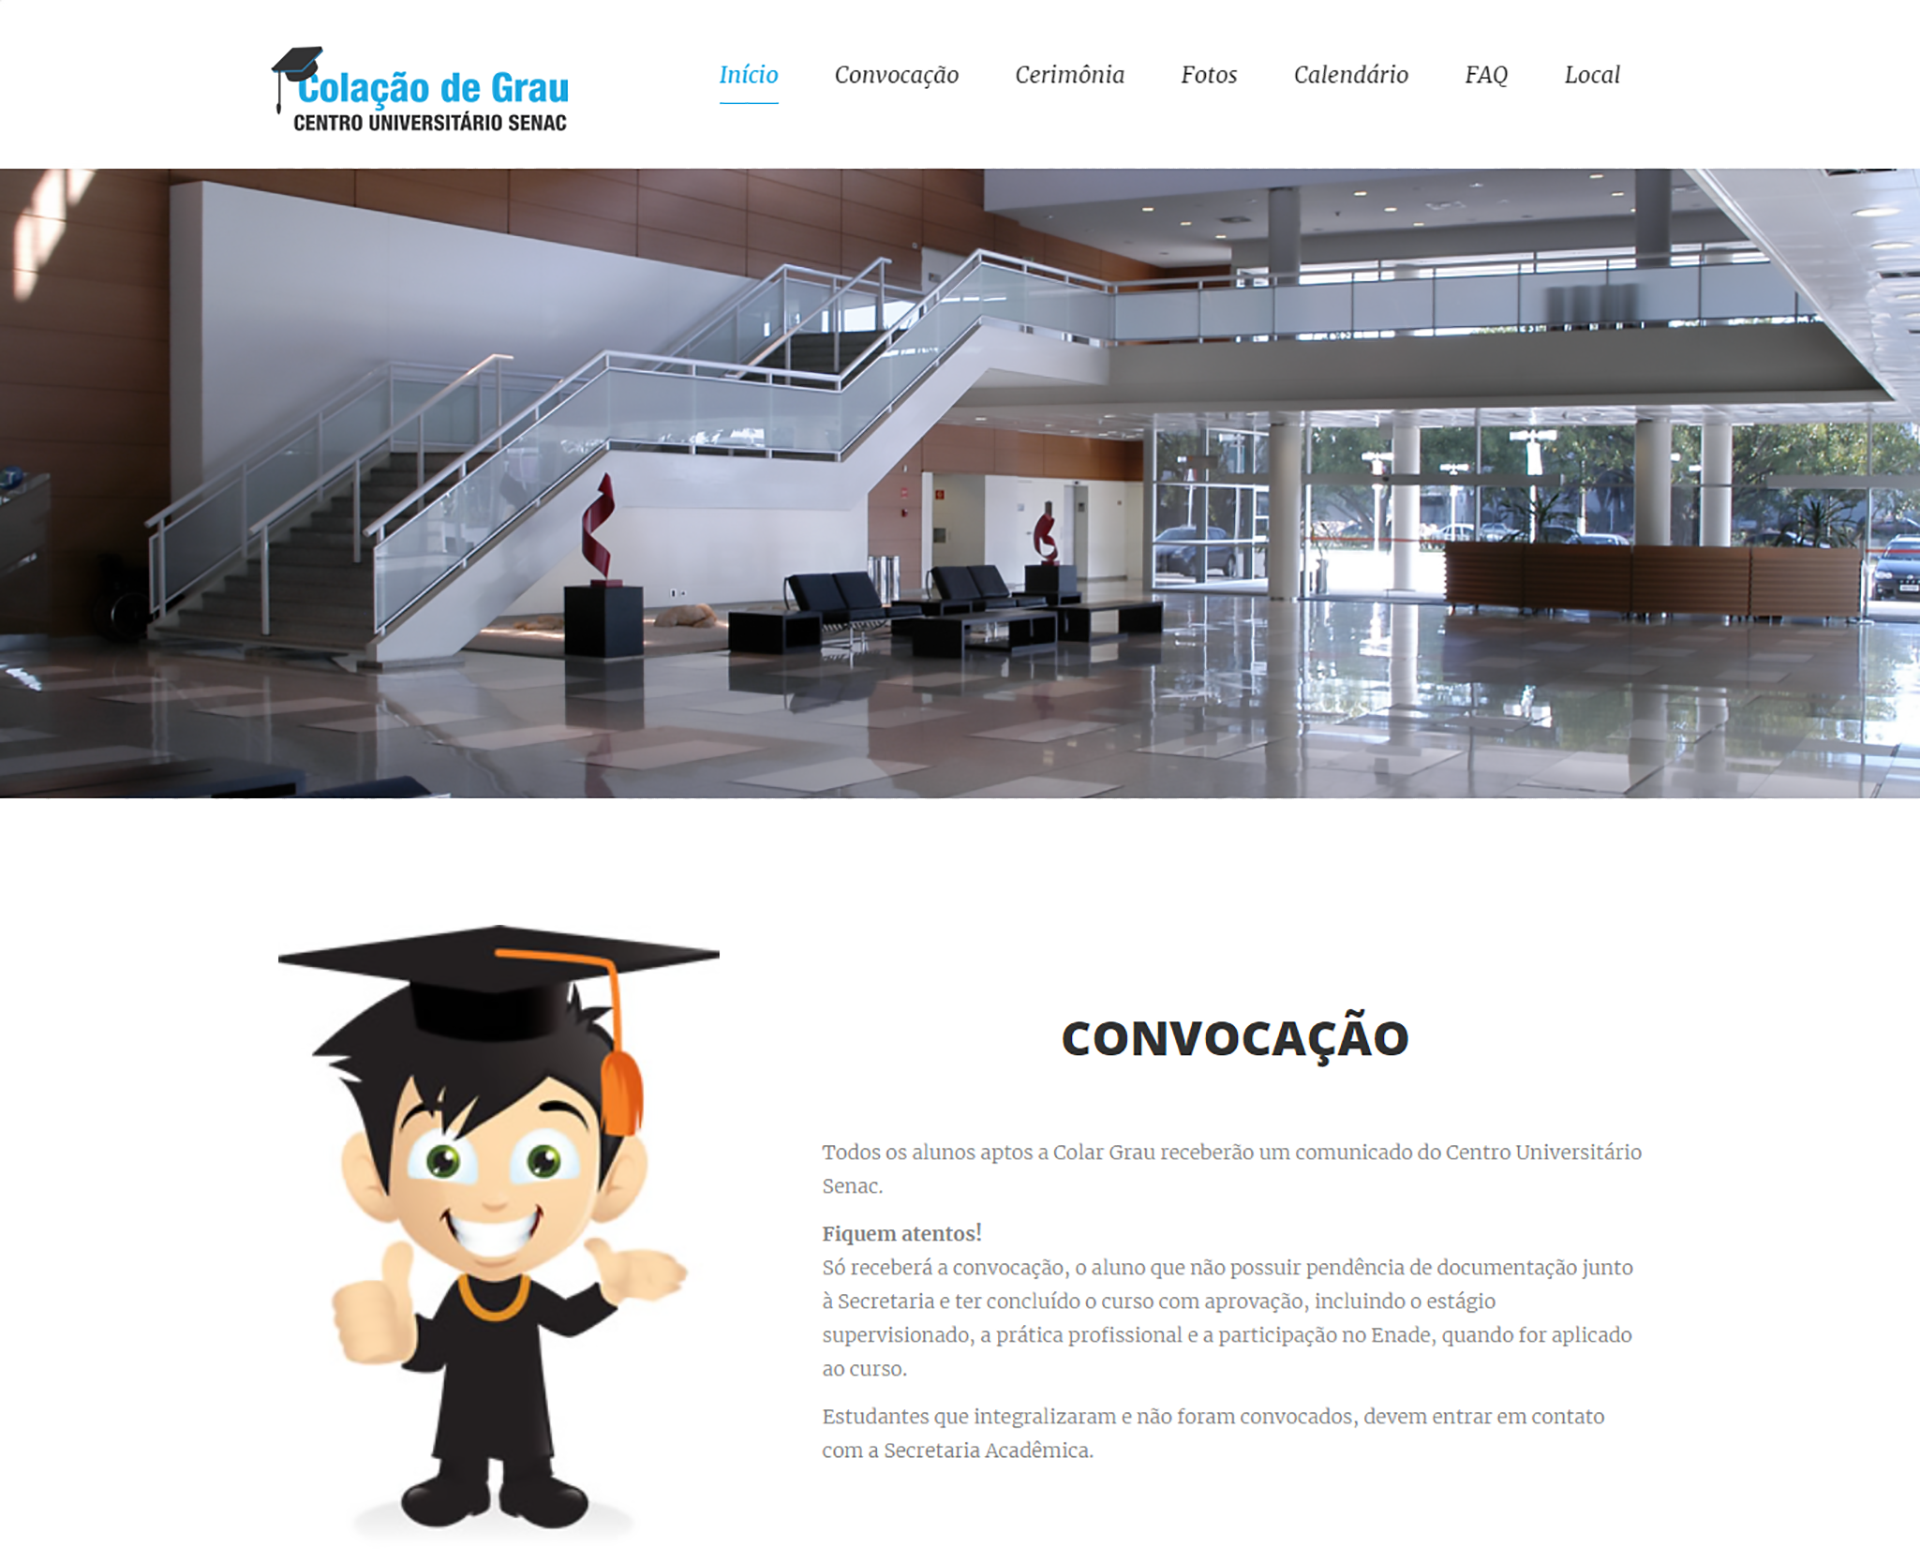 Colação de Grau
CENTRO UNIVERSITÁRIO SENAC
Início Convocação Cerimônia Fotos Calendário FAQ Local
CONVOCAÇÃO
Todos os alunos aptos a Colar Grau receberão um comunicado do Centro Universitário
Senac.
Fiquem atentos!
Só receberá a convocação, o aluno que não possuir pendência de documentação junto
à Secretaria e ter concluído o curso com aprovação, incluindo o estágio
supervisionado, a prática profissional e a participação no Enade, quando for aplicado
ao curso.
Estudantes que integralizaram e não foram convocados, devem entrar em contato
com a Secretaria Acadêmica.